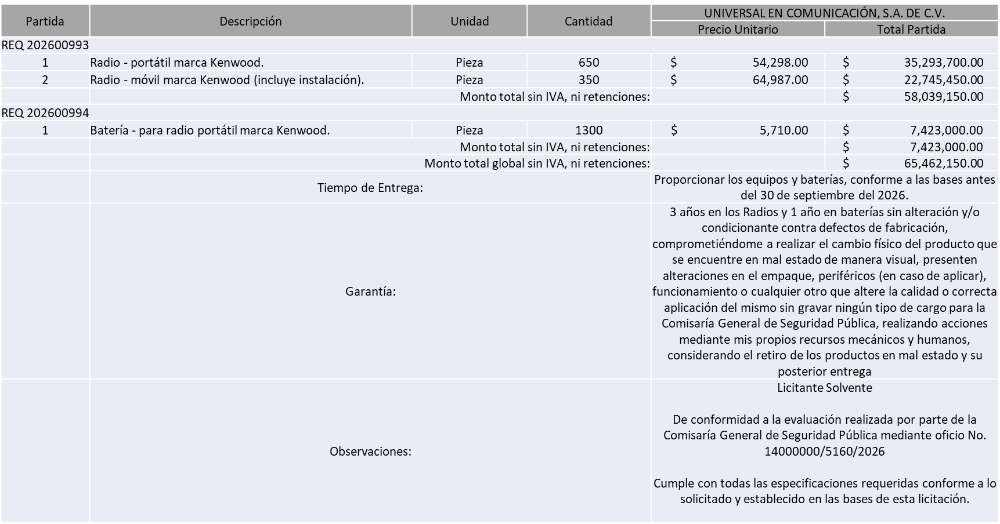 Partida Descripción Unidad Cantidad UNIVERSAL EN COMUNICACIÓN, S.A. DE C.V.
Precio Unitario Total Partida
REQ 202600993
1 Radio - portátil marca Kenwood. Pieza 650 $ 54,298.00 $ 35,293,700.00
2 Radio - móvil marca Kenwood (incluye instalación). Pieza 350 $ 64,987.00 $ 22,745,450.00
Monto total sin IVA, ni retenciones: $ 58,039,150.00
REQ 202600994
1 Batería - para radio portátil marca Kenwood. Pieza 1300 $ 5,710.00 $ 7,423,000.00
Monto total sin IVA, ni retenciones: $ 7,423,000.00
Monto total global sin IVA, ni retenciones: $ 65,462,150.00
Tiempo de Entrega:
Proporcionar los equipos y baterías, conforme a las bases antes
del 30 de septiembre del 2026.
Garantía:
3 años en los Radios y 1 año en baterías sin alteración y/o
condicionante contra defectos de fabricación,
comprometiéndome a realizar el cambio físico del producto que
se encuentre en mal estado de manera visual, presenten
alteraciones en el empaque, periféricos (en caso de aplicar),
funcionamiento o cualquier otro que altere la calidad o correcta
aplicación del mismo sin gravar ningún tipo de cargo para la
Comisaría General de Seguridad Pública, realizando acciones
mediante mis propios recursos mecánicos y humanos,
considerando el retiro de los productos en mal estado y su
posterior entrega
Observaciones:
Licitante Solvente
De conformidad a la evaluación realizada por parte de la
Comisaría General de Seguridad Pública mediante oficio No.
14000000/5160/2026
Cumple con todas las especificaciones requeridas conforme a lo
solicitado y establecido en las bases de esta licitación.